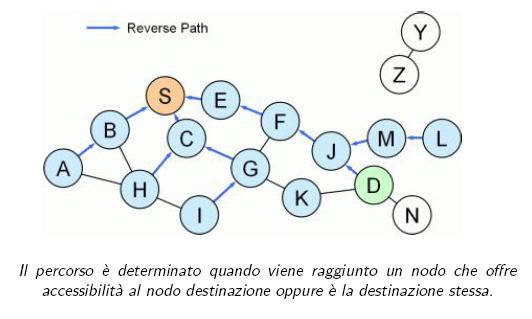 Reverse Path
Y
Z
S
E
B
F
C
J
M
L
A
G
H
D
K
I
N
Il percorso è determinato quando viene raggiunto un nodo che offre
accessibilità al nodo destinazione oppure è la destinazione stessa.